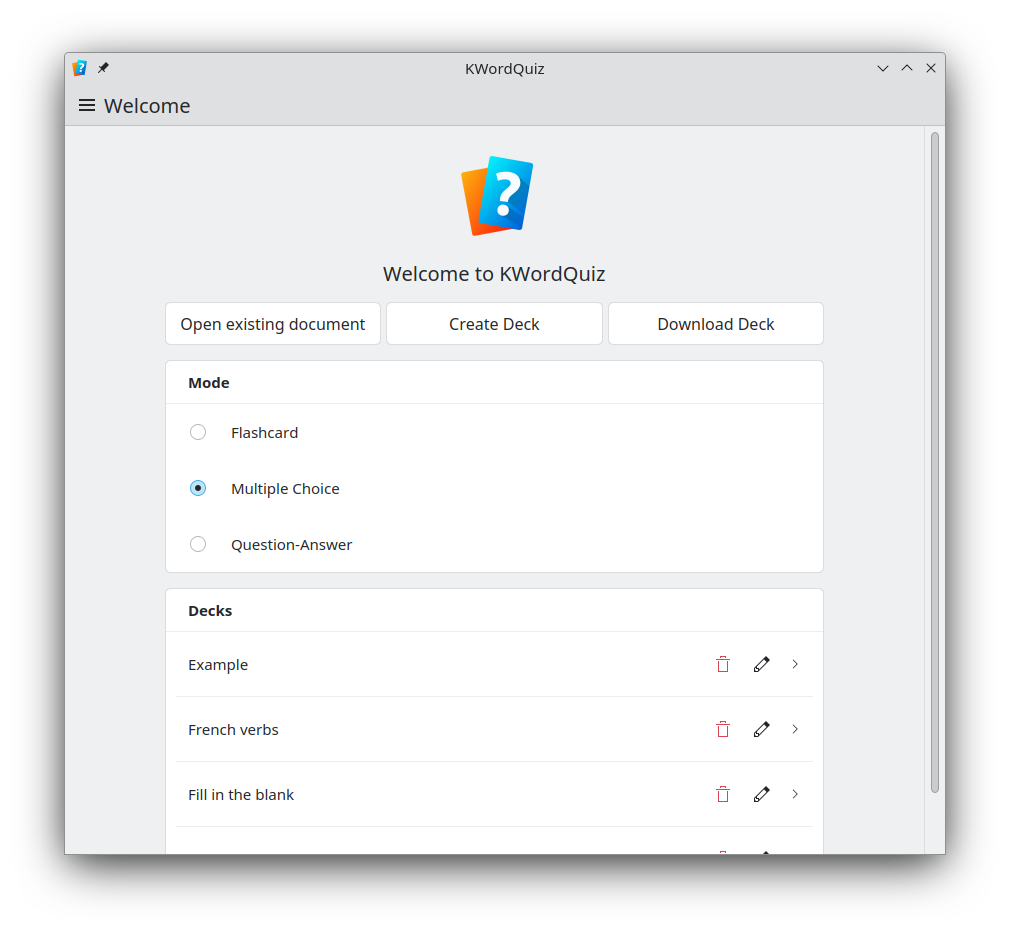 KWordQuiz
Welcome
?
Welcome to KWordQuiz
Open existing document
Create Deck
Download Deck
Mode
Flashcard
Multiple Choice
Question-Answer
Decks
Example
French verbs
Fill in the blank